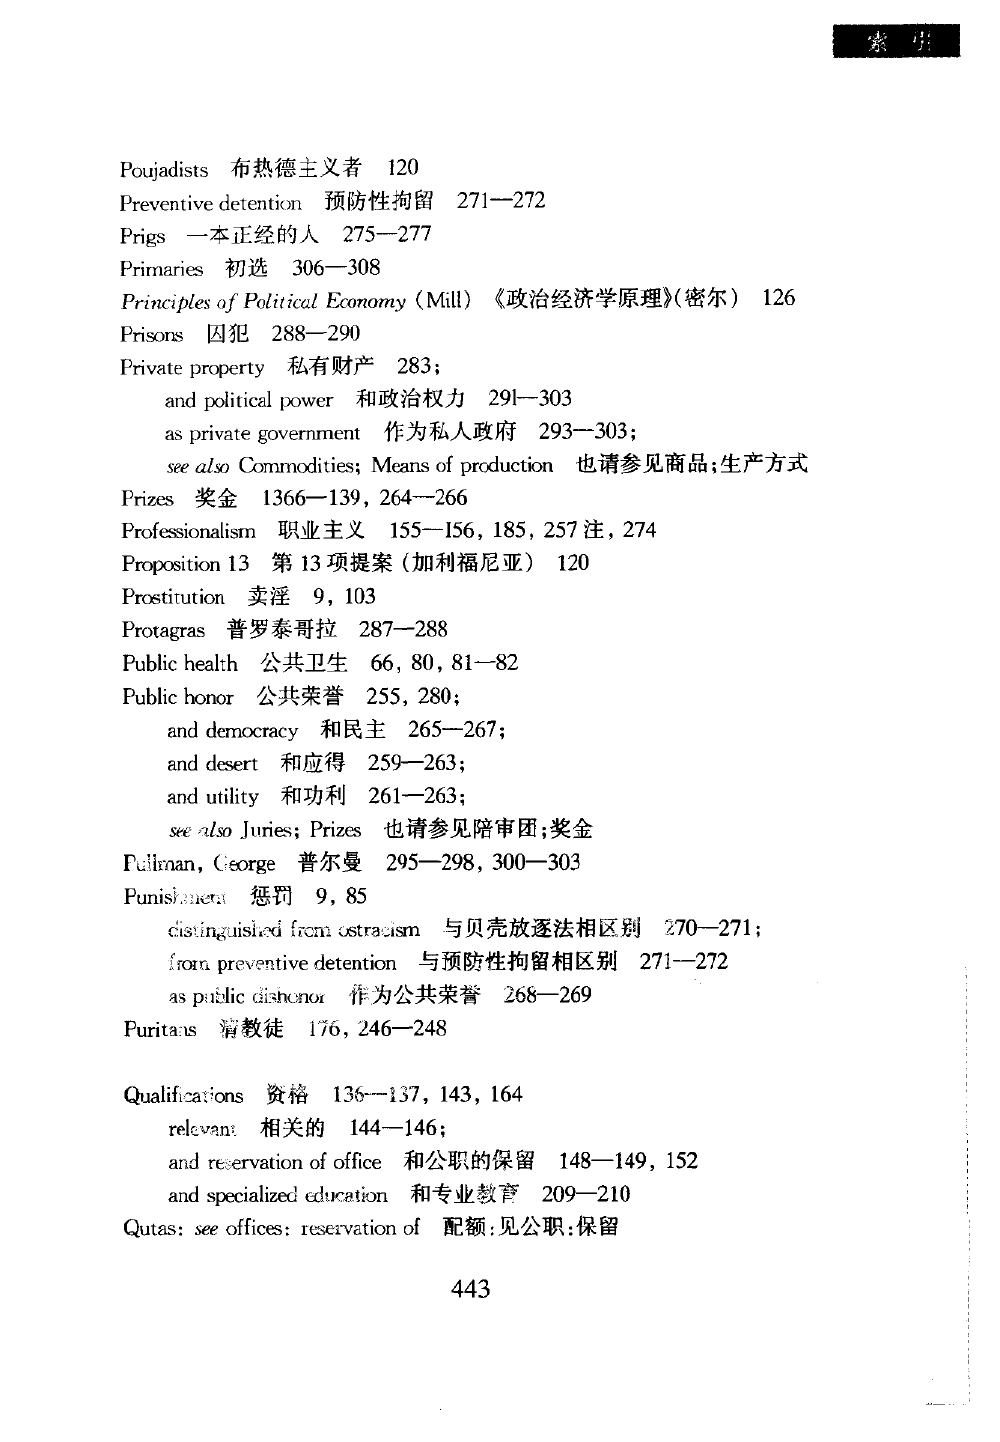 索 引
Poujadists 布热德主义者 120
Preventive detention 预防性拘留 271—272
Prigs 一本正经的人 275—277
Primaries 初选 306—308
Principles of Political Economy (Mill) 《政治经济学原理》(密尔) 126
Prisons 囚犯 288—290
Private property 私有财产 283;
and political power 和政治权力 291—303
as private government 作为私人政府 293—303;
see also Commodities; Means of production 也请参见商品;生产方式
Prizes 奖金 1366—139, 264—266
Professionalism 职业主义 155—I56, 185, 257注, 274
Proposition 13 第13项提案(加利福尼亚) 120
Prostitution 卖淫 9, 103
Protagras 普罗泰哥拉 287—288
Public health 公共卫生 66, 80, 81—82
Public honor 公共荣誉 255, 280;
and democracy 和民主 265—267;
and desert 和应得 259—263;
and utility 和功利 261—263;
see also Juries; Prizes 也请参见陪审团;奖金
Pullman, George 普尔曼 295—298, 300—303
Punishment 惩罚 9, 85
distinguished from ostracism 与贝壳放逐法相区别 270—271;
from preventive detention 与预防性拘留相区别 271—272
as public dishonor 作为公共荣誉 268—269
Puritans 清教徒 176, 246—248
Qualifications 资格 136—137, 143, 164
relevant 相关的 144—146;
and reservation of office 和公职的保留 148—149, 152
and specialized education 和专业教育 209—210
Qutas: see offices: reservation of 配额:见公职:保留
443